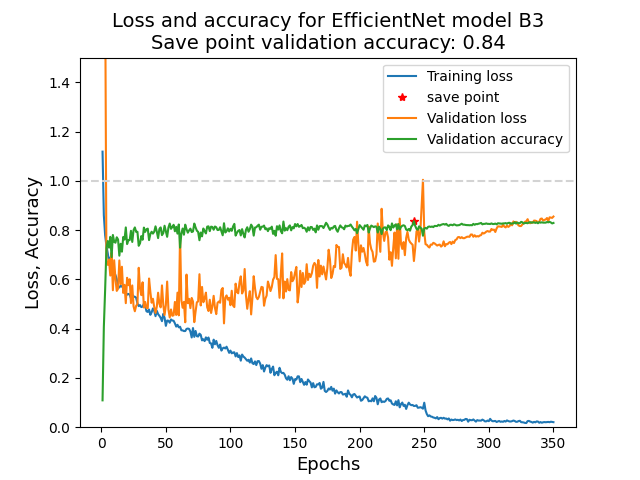 Loss and accuracy for EfficientNet model B3
Save point validation accuracy: 0.84
Training loss
save point
Validation loss
Validation accuracy
Loss, Accuracy
1.4
1.2
1.0
0.8
0.6
0.4
0.2
0.0
0 50 100 150 200 250 300 350
Epochs